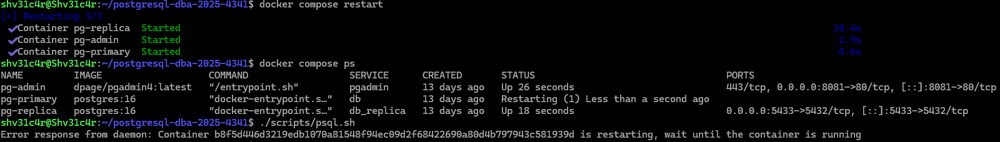 shv31c4r@Shv31c4r:~/postgresql-dba-2025-4341$ docker compose restart
[+] Restarting 3/3
✔Container pg-replica  Started 10.4s
✔Container pg-admin    Started 2.9s
✔Container pg-primary  Started 0.6s
shv31c4r@Shv31c4r:~/postgresql-dba-2025-4341$ docker compose ps
NAME         IMAGE                   COMMAND                  SERVICE      CREATED       STATUS                                  PORTS
pg-admin     dpage/pgadmin4:latest   "/entrypoint.sh"         pgadmin      13 days ago   Up 26 seconds                           443/tcp, 0.0.0.0:8081->80/tcp, [::]:8081->80/tcp
pg-primary   postgres:16             "docker-entrypoint.s…"   db           13 days ago   Restarting (1) Less than a second ago
pg-replica   postgres:16             "docker-entrypoint.s…"   db_replica   13 days ago   Up 18 seconds                           0.0.0.0:5433->5432/tcp, [::]:5433->5432/tcp
shv31c4r@Shv31c4r:~/postgresql-dba-2025-4341$ ./scripts/psql.sh
Error response from daemon: Container b8f5d446d3219edb1070a81548f94ec09d2f68422690a80d4b797943c581939d is restarting, wait until the container is running